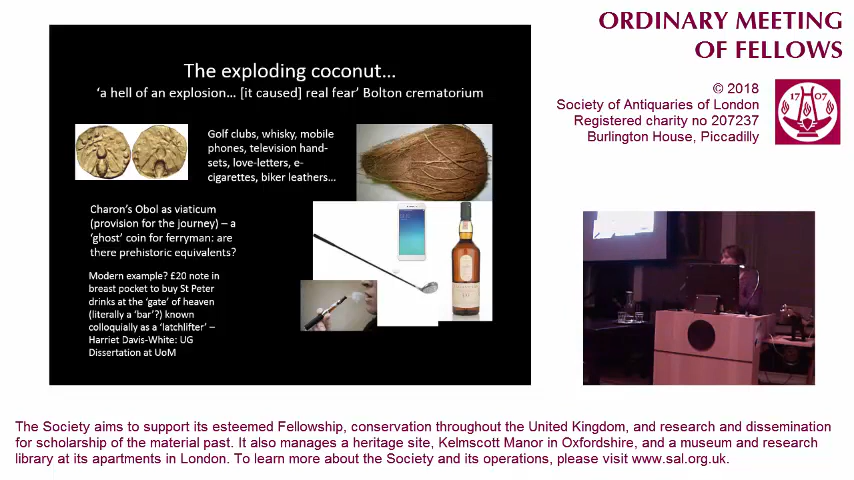 The exploding coconut...
'a hell of an explosion... [it caused] real fear' Bolton crematorium
Golf clubs, whisky, mobile
phones, television hand-
sets, love-letters, e-
cigarettes, biker leathers...
Charon's Obol as viaticum
(provision for the journey) – a
'ghost' coin for ferryman: are
there prehistoric equivalents?
Modern example? £20 note in
breast pocket to buy St Peter
drinks at the 'gate' of heaven
(literally a 'bar'?) known
colloquially as a 'latchlifter' –
Harriet Davis-White: UG
Dissertation at UoM
ORDINARY MEETING
OF FELLOWS
© 2018
Society of Antiquaries of London
Registered charity no 207237
Burlington House, Piccadilly
17 07
The Society aims to support its esteemed Fellowship, conservation throughout the United Kingdom, and research and dissemination
for scholarship of the material past. It also manages a heritage site, Kelmscott Manor in Oxfordshire, and a museum and research
library at its apartments in London. To learn more about the Society and its operations, please visit www.sal.org.uk.